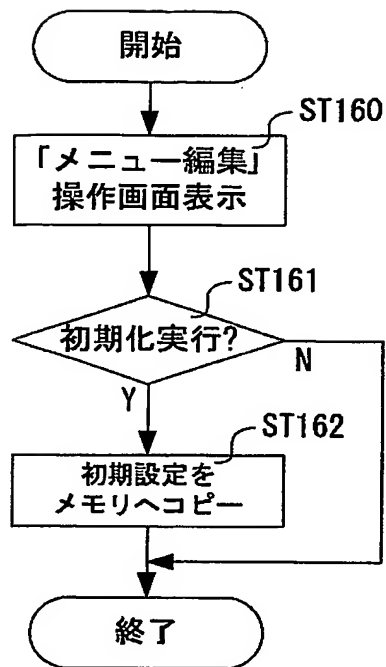 開始
ST160
「メニュー編集」
操作画面表示
ST161
初期化実行?
N
Y
ST162
初期設定を
メモリへコピー
終了